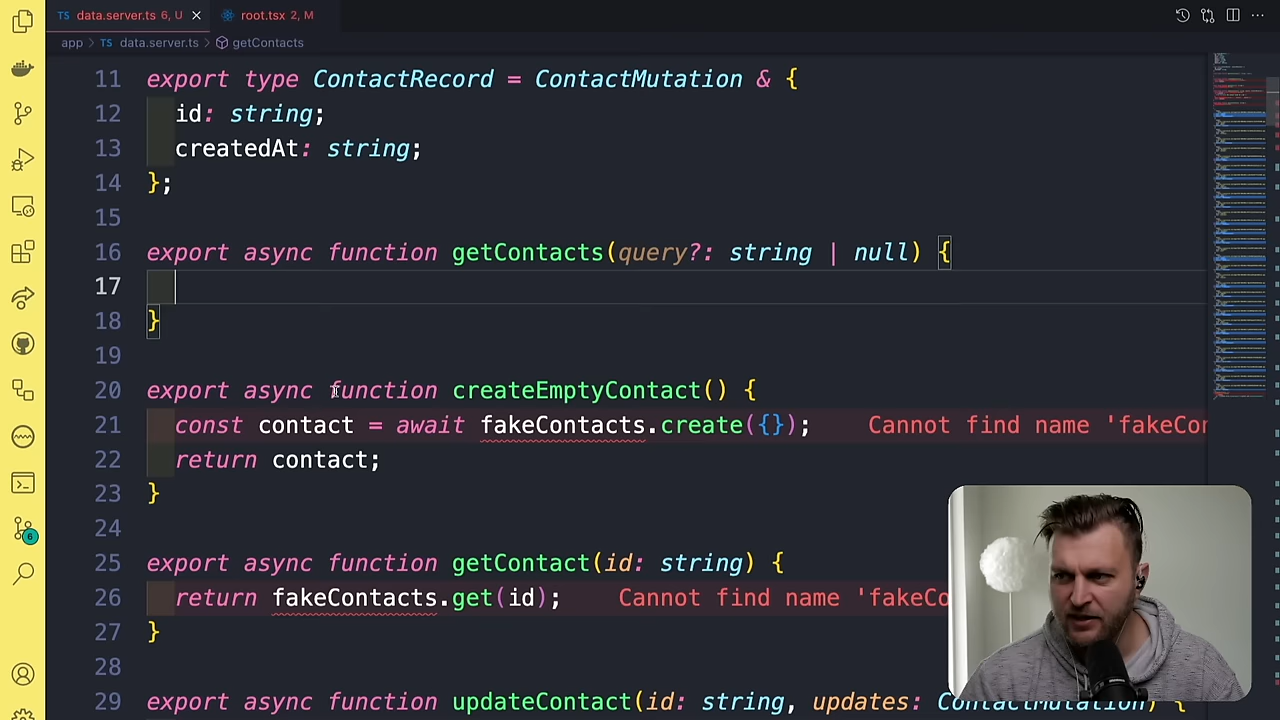 data.server.ts 6, U
root.tsx 2, M
app > data.server.ts > getContacts
11 export type ContactRecord = ContactMutation & {
12 id: string;
13 createdAt: string;
14 };
15
16 export async function getContacts(query?: string | null) {
17
18 }
19
20 export async function createEmptyContact() {
21 const contact = await fakeContacts.create({}); Cannot find name 'fakeCon
22 return contact;
23 }
24
25 export async function getContact(id: string) {
26 return fakeContacts.get(id); Cannot find name 'fakeCo
27 }
28
29 export async function updateContact(id: string, updates: ContactMutation) {
6